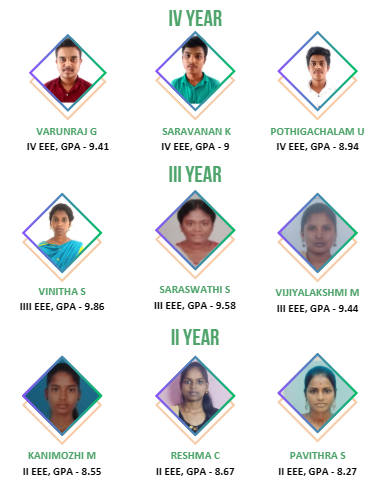 IV YEAR
VARUNRAJ G SARAVANAN K POTHIGACHALAM U
IV EEE, GPA - 9.41 IV EEE, GPA - 9 IV EEE, GPA - 8.94
III YEAR
VINITHA S SARASWATHI S VIJIYALAKSHMI M
IIII EEE, GPA - 9.86 III EEE, GPA - 9.58 III EEE, GPA - 9.44
II YEAR
KANIMOZHI M RESHMA C PAVITHRA S
II EEE, GPA - 8.55 II EEE, GPA - 8.67 II EEE, GPA - 8.27